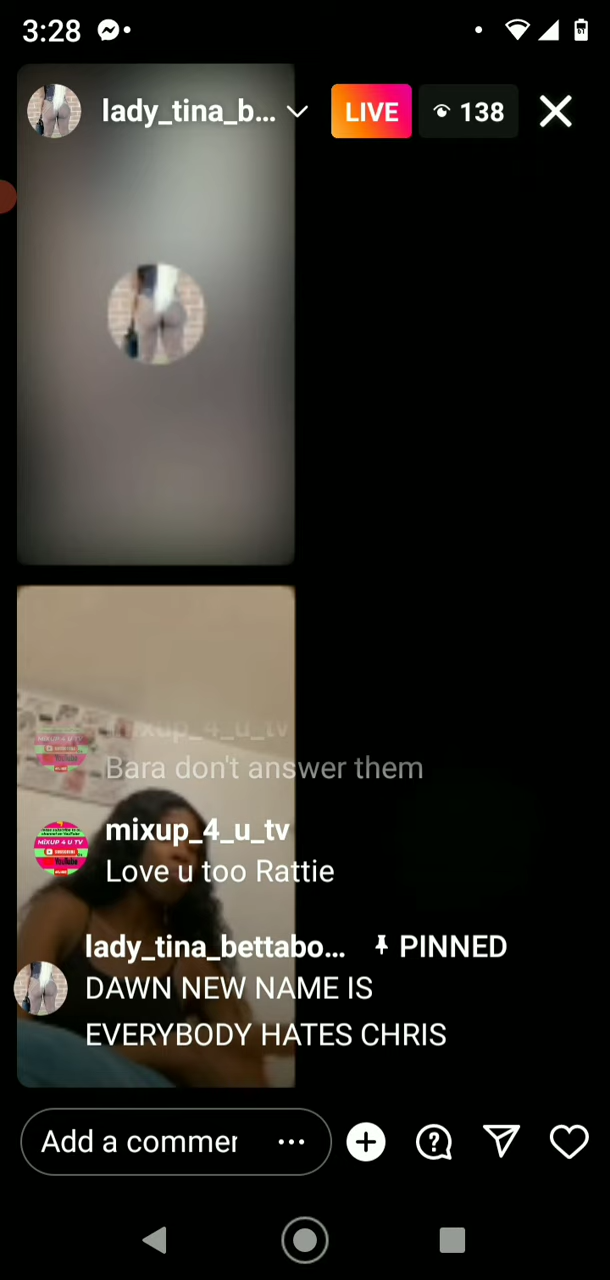 3:28
lady_tina_b...
LIVE
138
mixup_4_u_tv
Bara don't answer them
mixup_4_u_tv
Love u too Rattie
lady_tina_bettabo... PINNED
DAWN NEW NAME IS
EVERYBODY HATES CHRIS
Add a commer